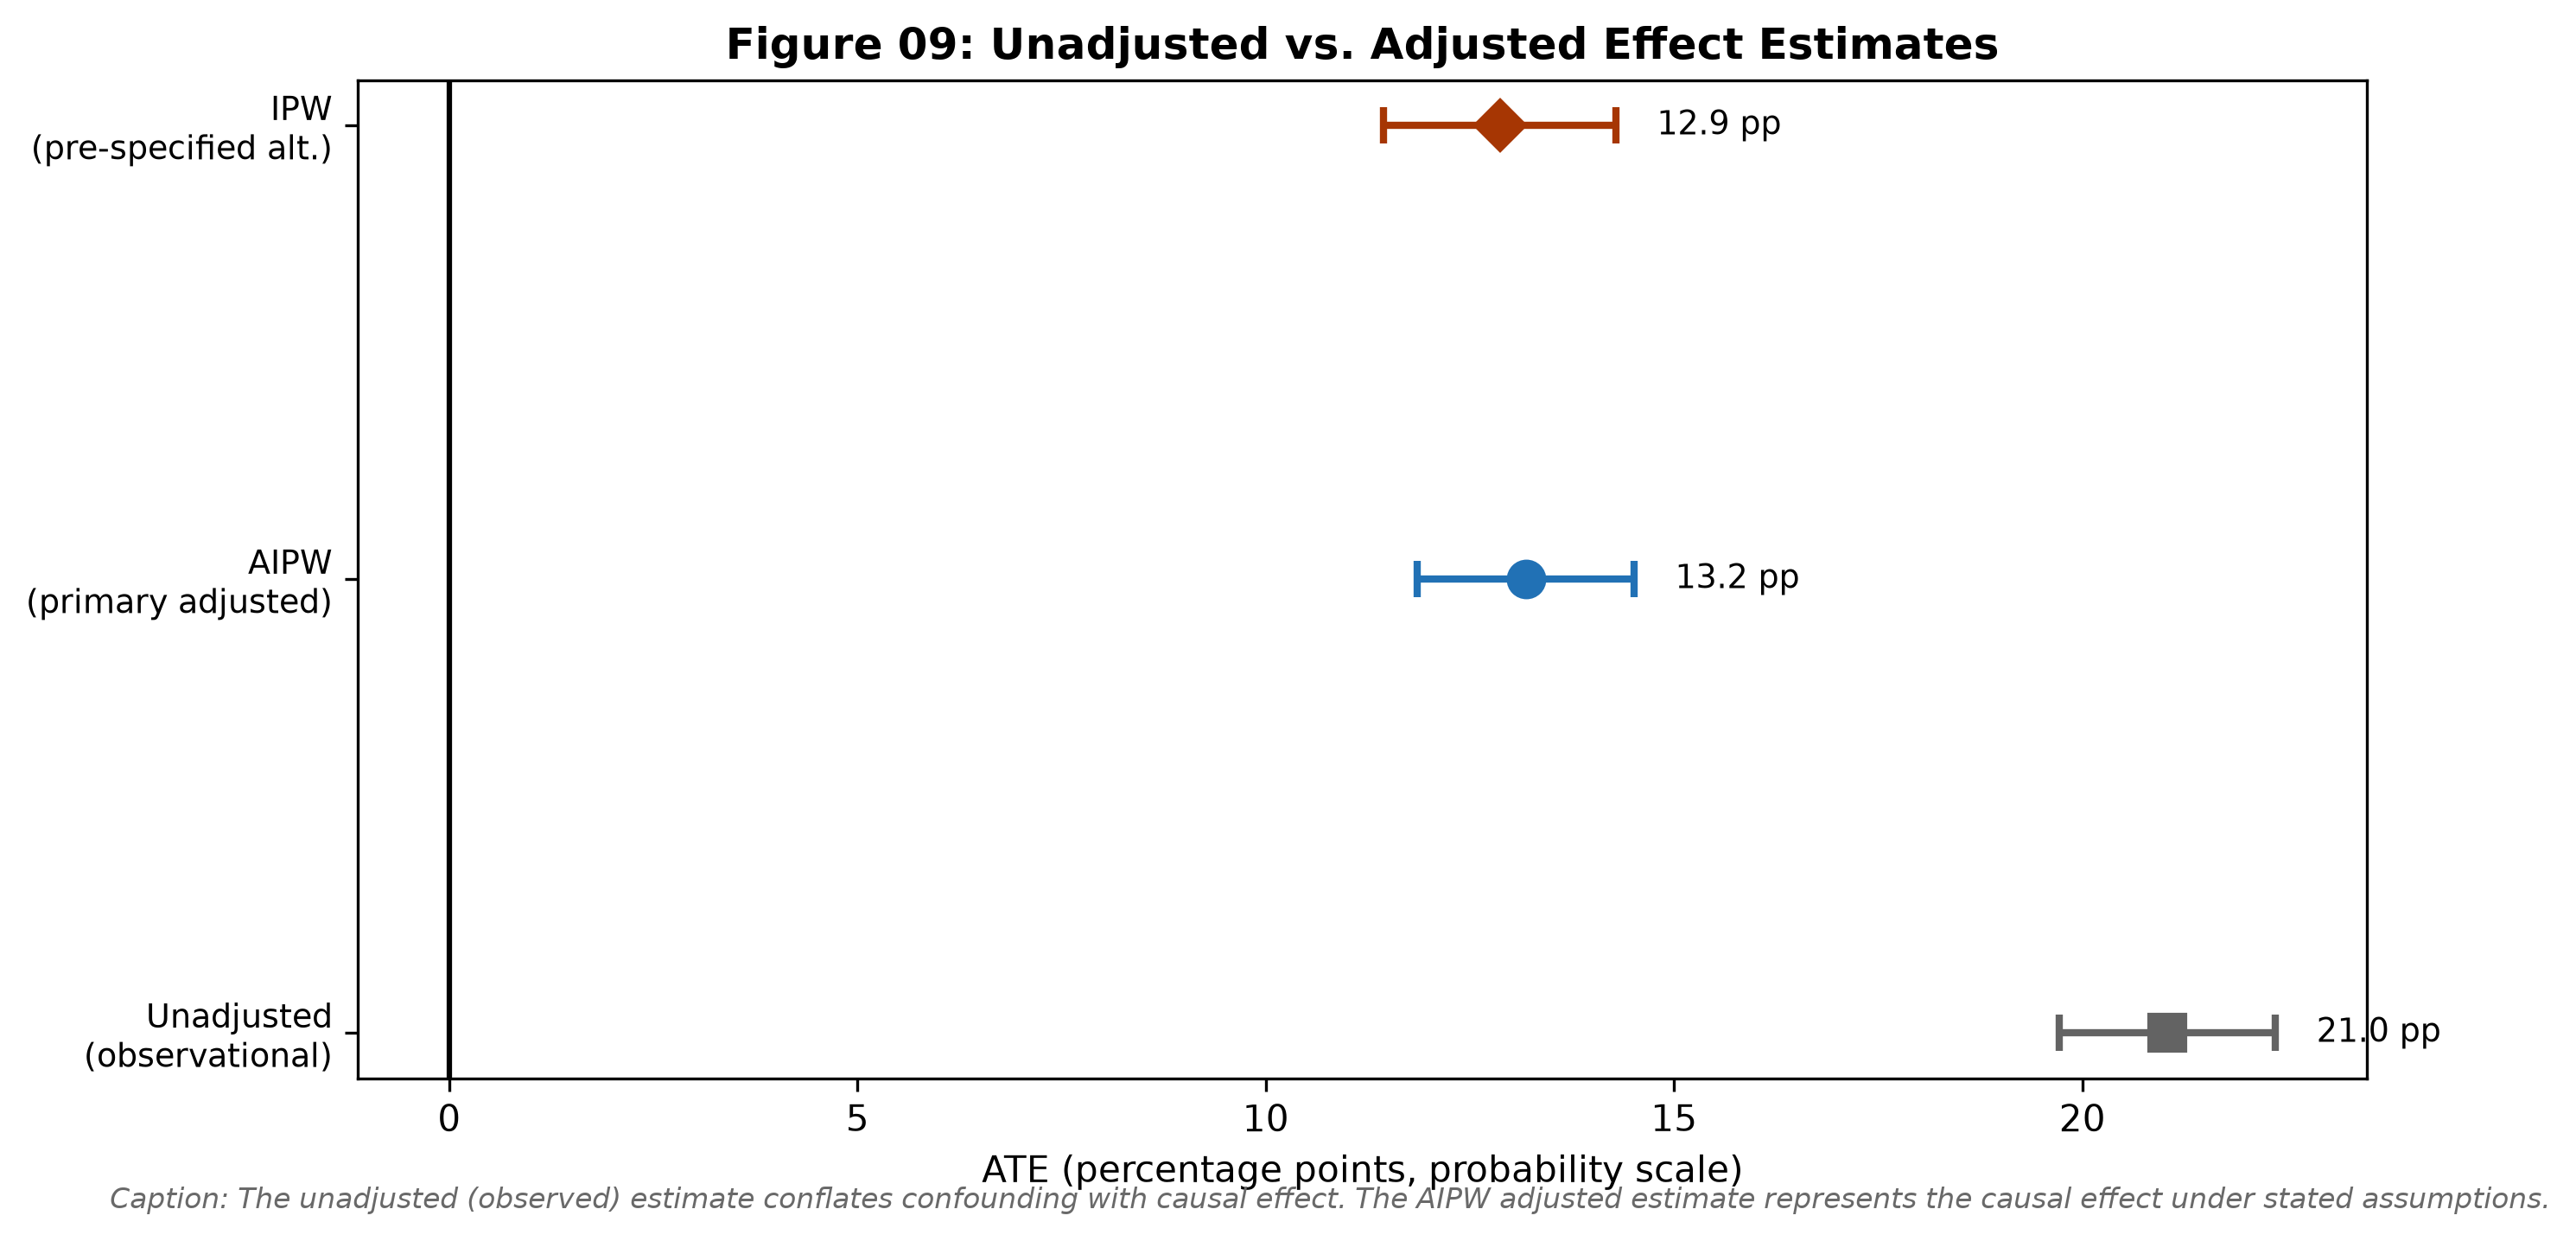 Figure 09: Unadjusted vs. Adjusted Effect Estimates
IPW
(pre-specified alt.)
12.9 pp
AIPW
(primary adjusted)
13.2 pp
Unadjusted
(observational)
21.0 pp
0 5 10 15 20
ATE (percentage points, probability scale)
Caption: The unadjusted (observed) estimate conflates confounding with causal effect. The AIPW adjusted estimate represents the causal effect under stated assumptions.